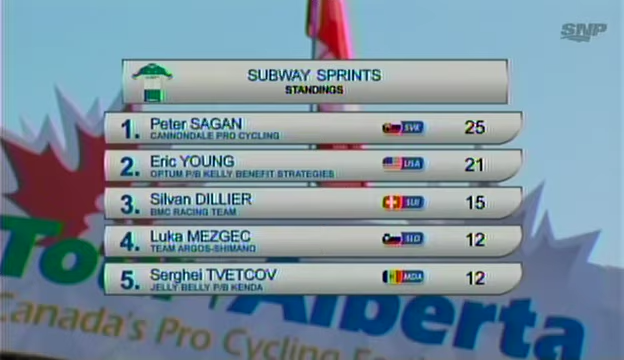 SNP
SUBWAY SPRINTS
STANDINGS
1. Peter SAGAN SVK 25
CANNONDALE PRO CYCLING
2. Eric YOUNG USA 21
OPTUM P/B KELLY BENEFIT STRATEGIES
3. Silvan DILLIER SUI 15
BMC RACING TEAM
4. Luka MEZGEC SLO 12
TEAM ARGOS-SHIMANO
5. Serghei TVETCOV MDA 12
JELLY BELLY P/B KENDA
Tour Alberta
Canada's Pro Cycling